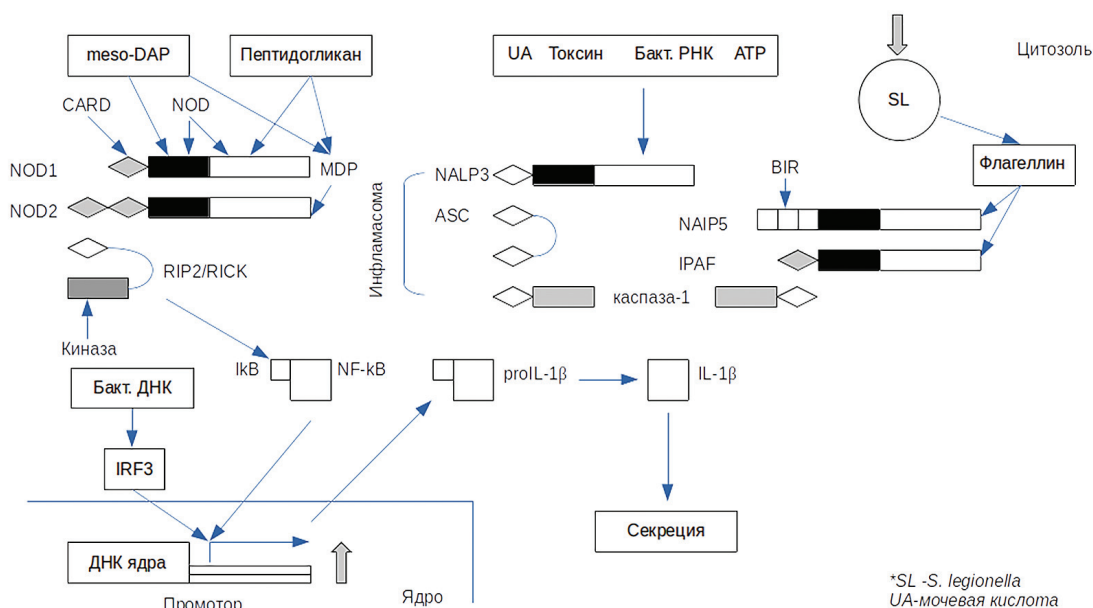 meso-DAP
Пептидогликан
UA Токсин Бакт. РНК АТР
Цитозоль
SL
CARD
NOD
Флагеллин
NOD1
MDP
NALP3
BIR
NOD2
ASC
NAIP5
Инфламасома
IPAF
RIP2/RICK
каспаза-1
Киназа
IkB
NF-kB
proIL-1β
IL-1β
Бакт. ДНК
IRF3
Секреция
ДНК ядра
Промотор
Ядро
*SL -S. legionella
UA-мочевая кислота